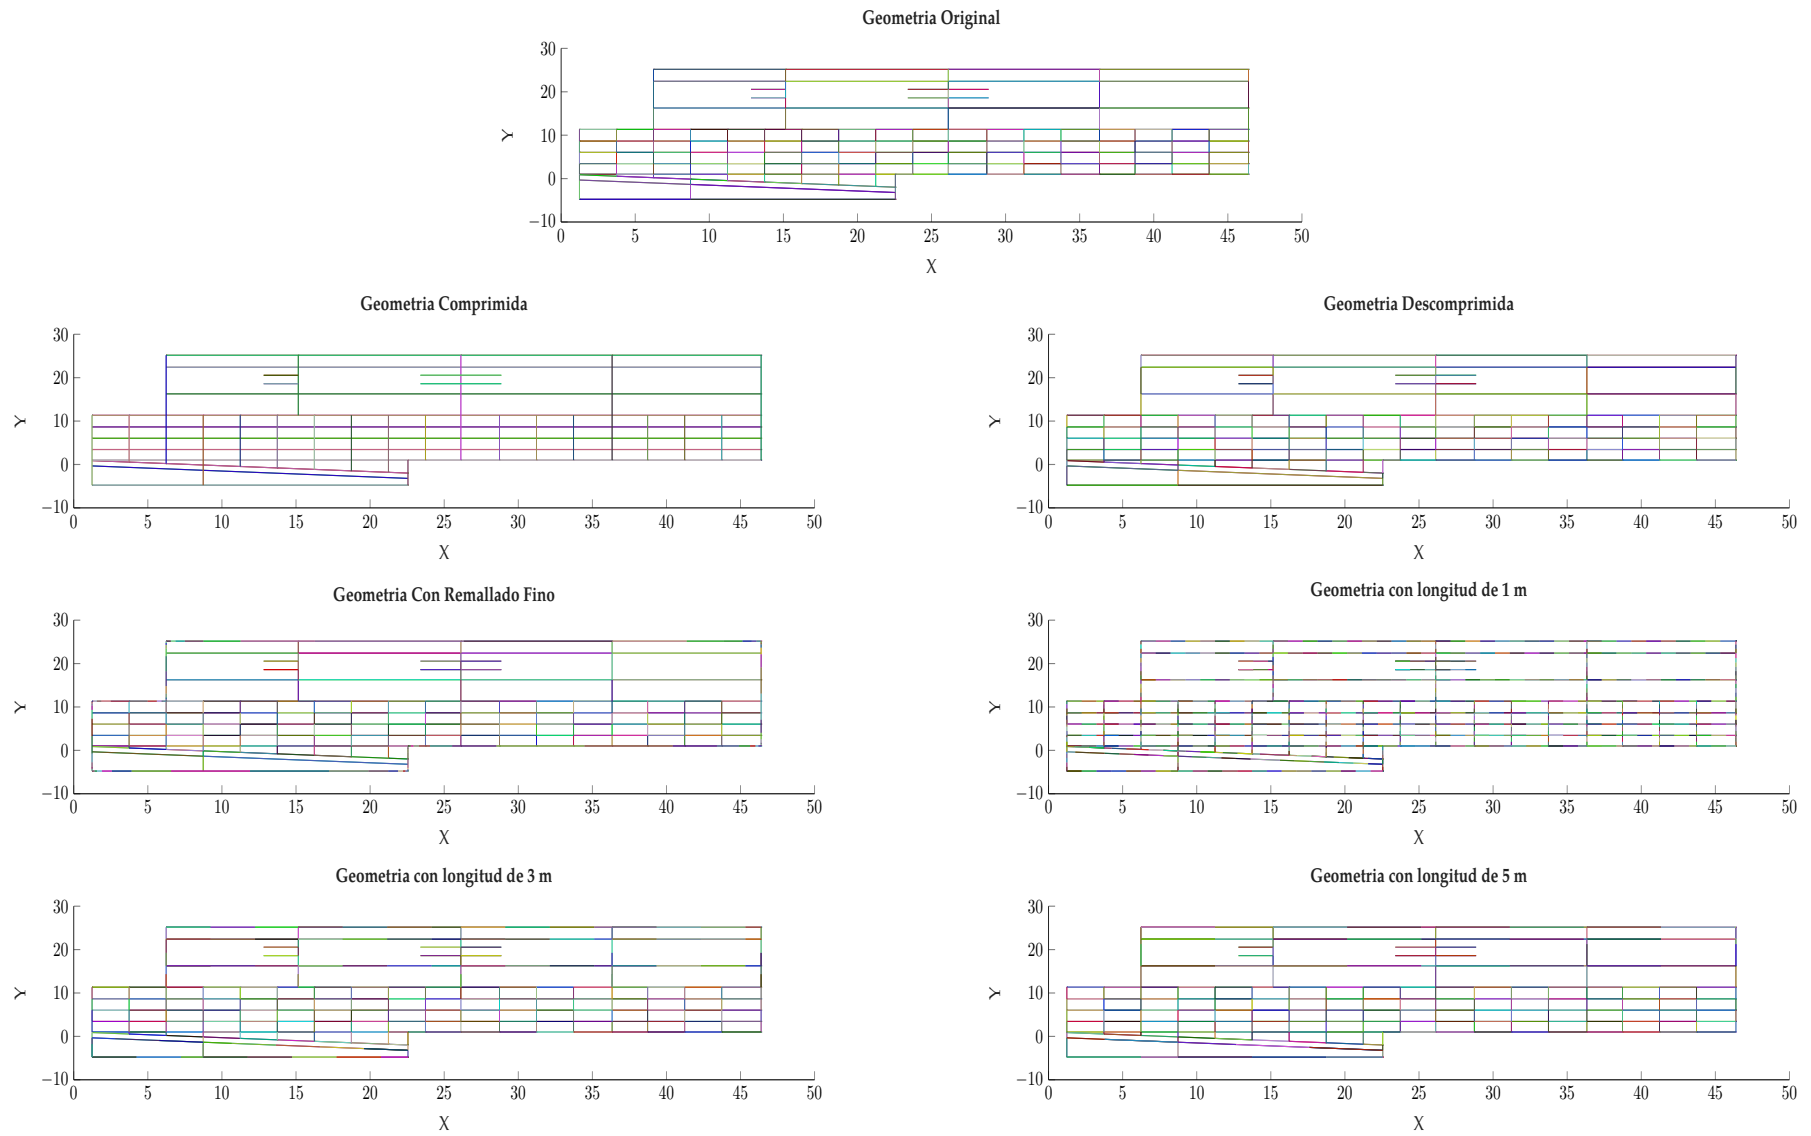 Geometria Original
30
20
10
0
−10
Y
0 5 10 15 20 25 30 35 40 45 50
X
Geometria Comprimida
30
20
10
0
−10
Y
0 5 10 15 20 25 30 35 40 45 50
X
Geometria Descomprimida
30
20
10
0
−10
Y
0 5 10 15 20 25 30 35 40 45 50
X
Geometria Con Remallado Fino
30
20
10
0
−10
Y
0 5 10 15 20 25 30 35 40 45 50
X
Geometria con longitud de 1 m
30
20
10
0
−10
Y
0 5 10 15 20 25 30 35 40 45 50
X
Geometria con longitud de 3 m
30
20
10
0
−10
Y
0 5 10 15 20 25 30 35 40 45 50
X
Geometria con longitud de 5 m
30
20
10
0
−10
Y
0 5 10 15 20 25 30 35 40 45 50
X